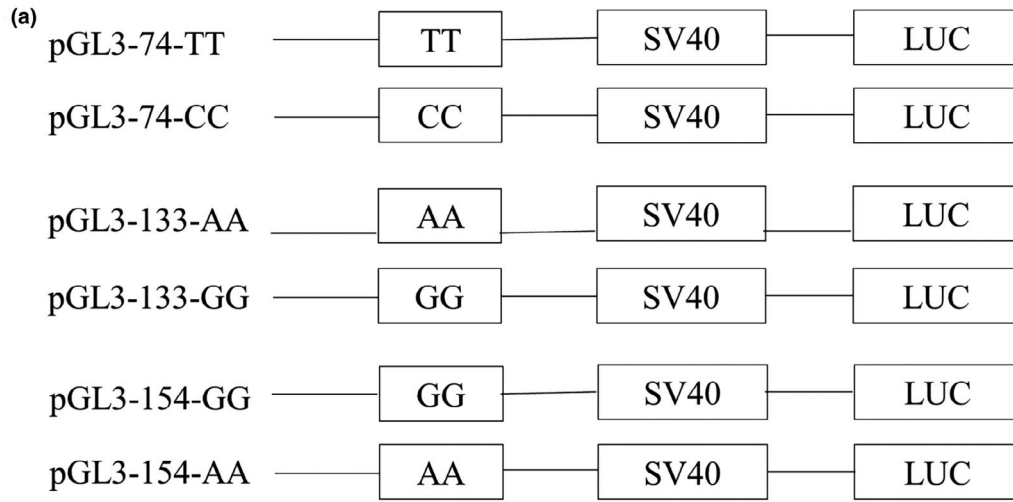 (a)
pGL3-74-TT TT SV40 LUC
pGL3-74-CC CC SV40 LUC
pGL3-133-AA AA SV40 LUC
pGL3-133-GG GG SV40 LUC
pGL3-154-GG GG SV40 LUC
pGL3-154-AA AA SV40 LUC